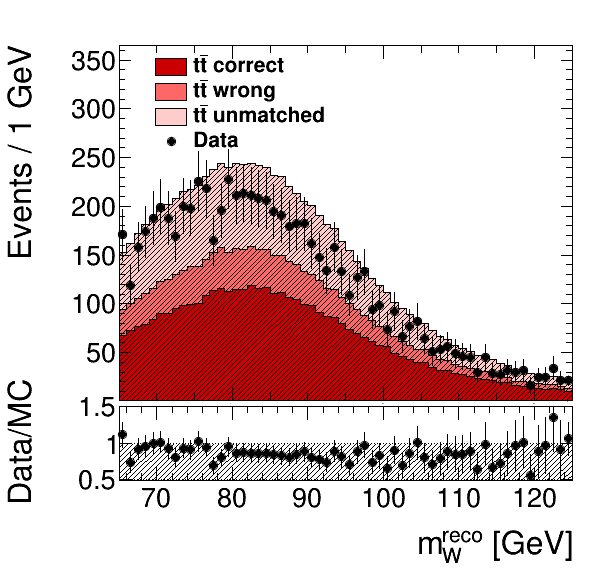 Events / 1 GeV
350
300
250
200
150
100
50
tt̄ correct
tt̄ wrong
tt̄ unmatched
Data
Data/MC
1.5
1
0.5
70 80 90 100 110 120
m_W^reco [GeV]